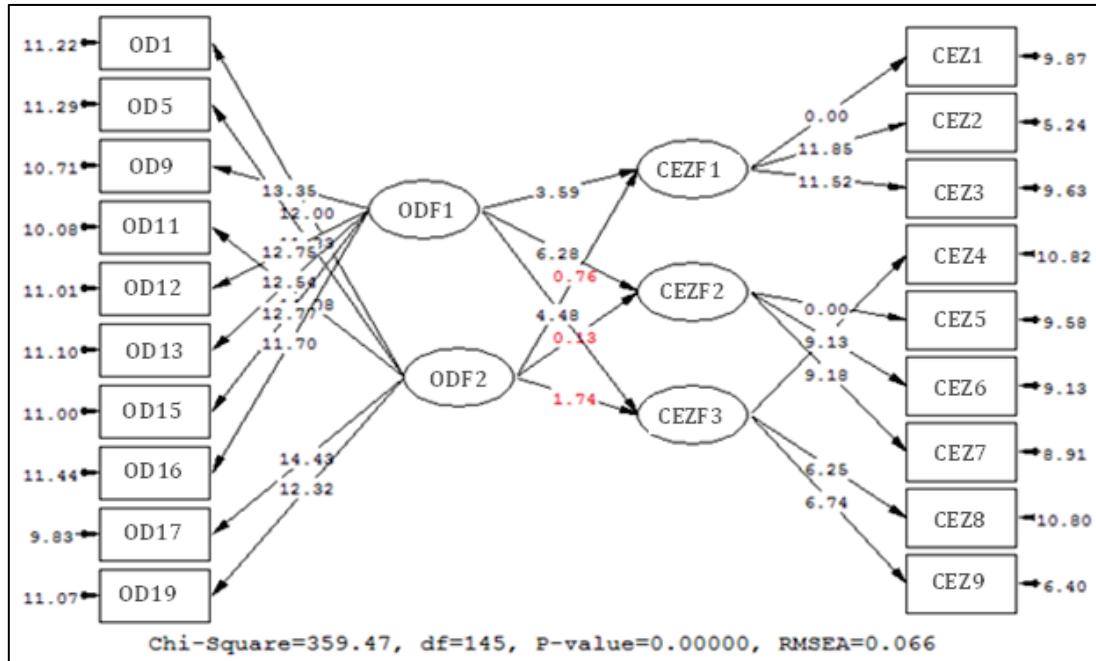 11.22
OD1
11.29
OD5
10.71
OD9
10.08
OD11
11.01
OD12
11.10
OD13
11.00
OD15
11.44
OD16
9.83
OD17
11.07
OD19
13.35
12.00
12.75
12.54
12.77
11.70
14.43
12.32
ODF1
ODF2
3.59
6.28
0.76
4.48
0.13
1.74
CEZF1
CEZF2
CEZF3
0.00
11.85
11.52
0.00
9.13
9.18
6.25
6.74
CEZ1
9.87
CEZ2
5.24
CEZ3
9.63
CEZ4
10.82
CEZ5
9.58
CEZ6
9.13
CEZ7
8.91
CEZ8
10.80
CEZ9
6.40
Chi-Square=359.47, df=145, P-value=0.00000, RMSEA=0.066